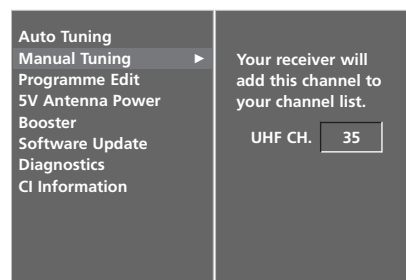 Auto Tuning
Manual Tuning
Programme Edit
5V Antenna Power
Booster
Software Update
Diagnostics
CI Information
Your receiver will
add this channel to
your channel list.
UHF CH. 35